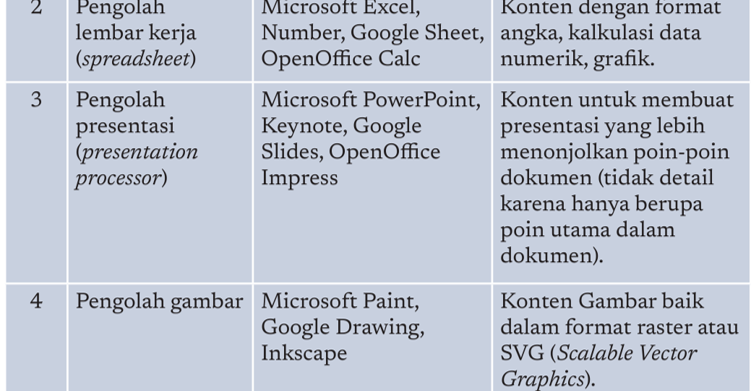 2
Pengolah
lembar kerja
(spreadsheet)
Microsoft Excel,
Number, Google Sheet,
OpenOffice Calc
Konten dengan format
angka, kalkulasi data
numerik, grafik.
3
Pengolah
presentasi
(presentation
processor)
Microsoft PowerPoint,
Keynote, Google
Slides, OpenOffice
Impress
Konten untuk membuat
presentasi yang lebih
menonjolkan poin-poin
dokumen (tidak detail
karena hanya berupa
poin utama dalam
dokumen).
4
Pengolah gambar
Microsoft Paint,
Google Drawing,
Inkscape
Konten Gambar baik
dalam format raster atau
SVG (Scalable Vector
Graphics).